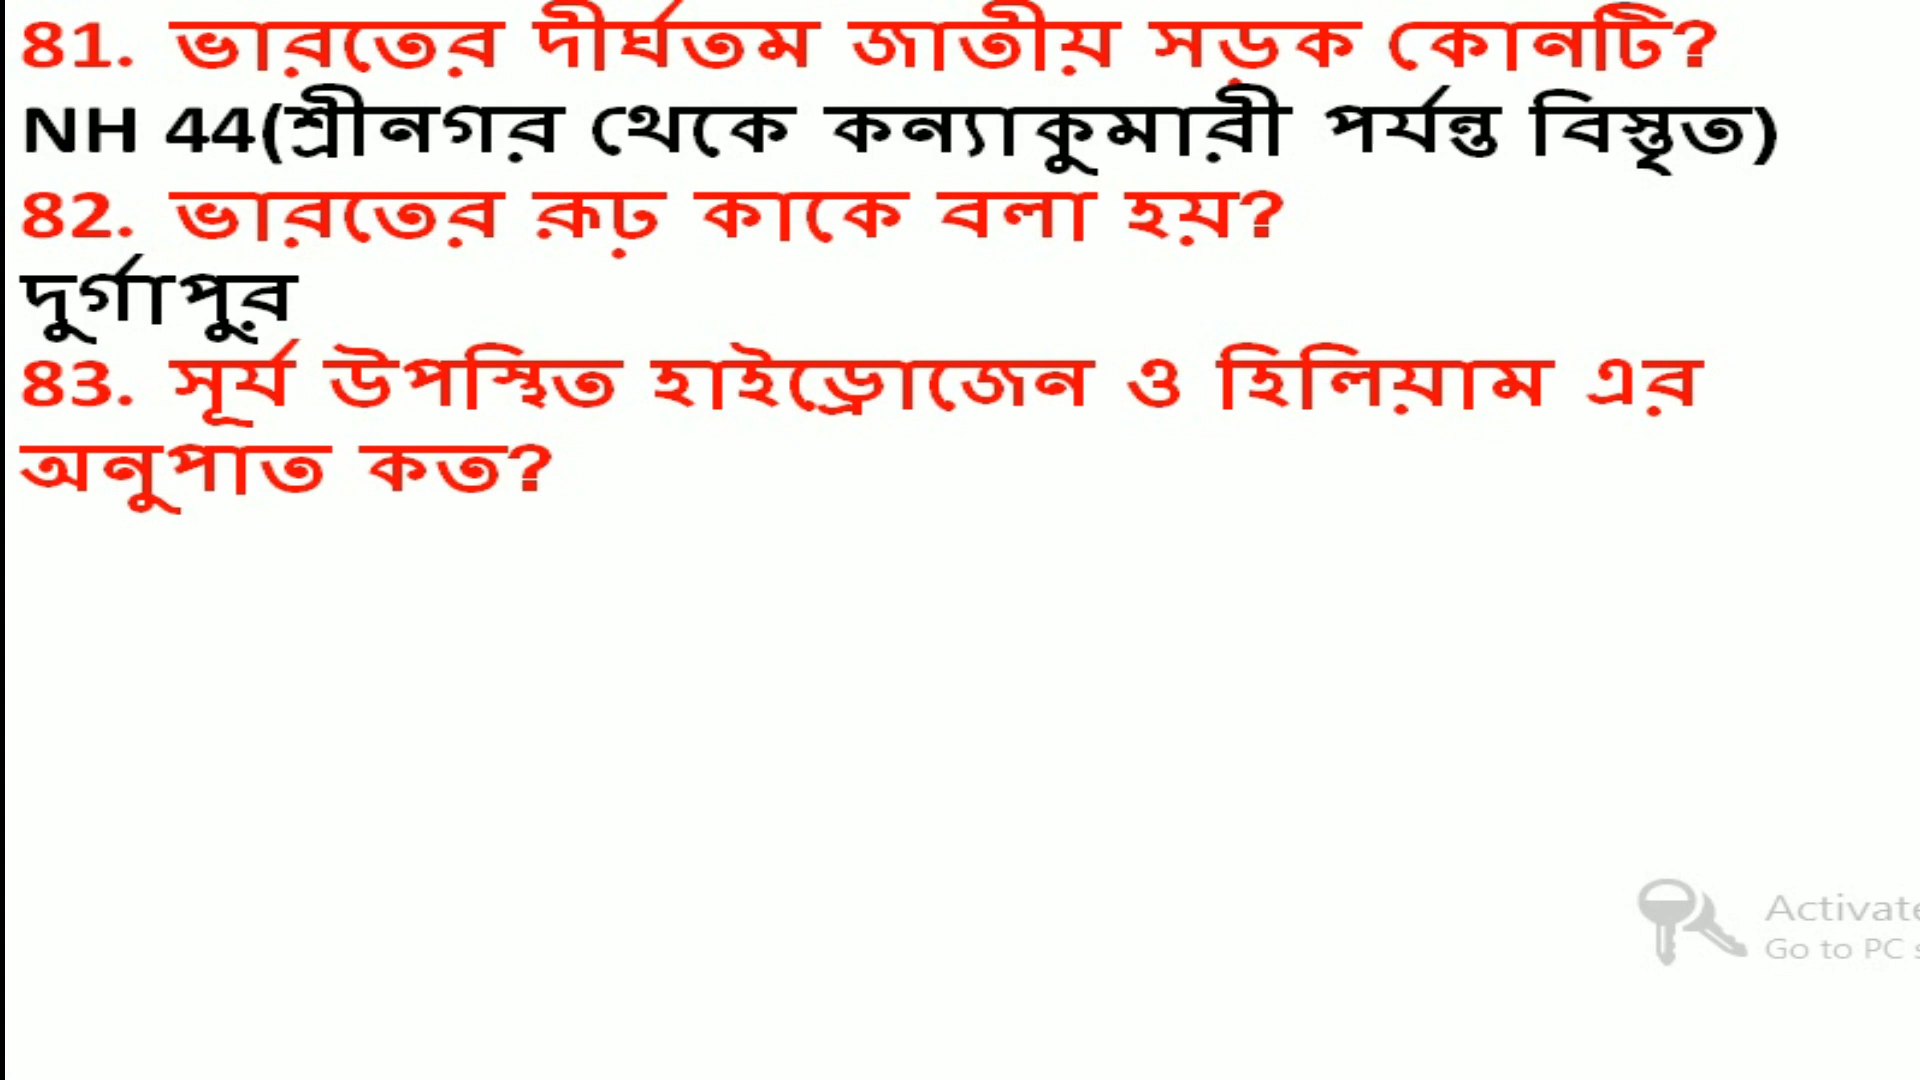 81. ভারতের দীর্ঘতম জাতীয় সড়ক কোনটি?
NH 44(শ্রীনগর থেকে কন্যাকুমারী পর্যন্ত বিস্তৃত)
82. ভারতের রূঢ় কাকে বলা হয়?
দুর্গাপুর
83. সূর্য উপস্থিত হাইড্রোজেন ও হিলিয়াম এর
অনুপাত কত?
Activate
Go to PC s